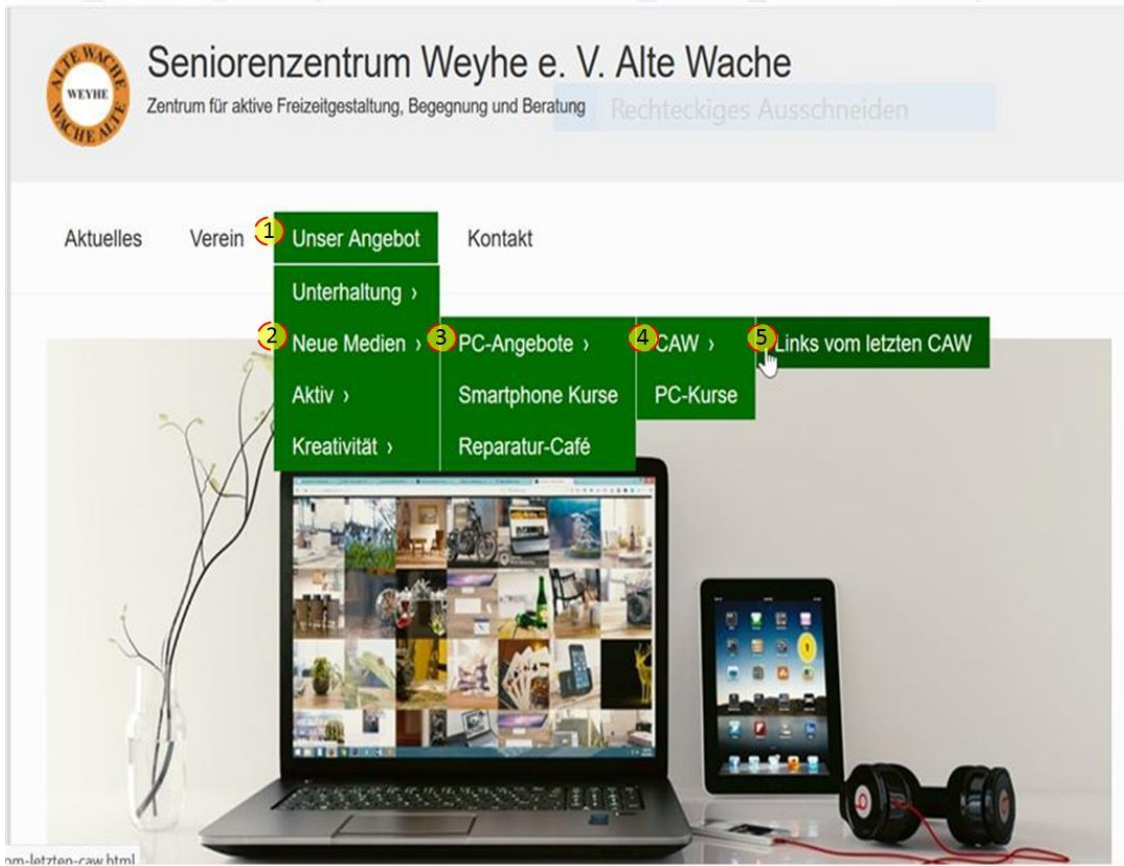 ALTE WACHE
WEYHE
WACHE ALTE
Seniorenzentrum Weyhe e. V. Alte Wache
Zentrum für aktive Freizeitgestaltung, Begegnung und Beratung
Rechteckiges Ausschneiden
Aktuelles Verein 1 Unser Angebot Kontakt
Unterhaltung ›
2 Neue Medien › 3 PC-Angebote › 4 CAW › 5 Links vom letzten CAW
Aktiv › Smartphone Kurse PC-Kurse
Kreativität › Reparatur-Café
om-letzten-caw.html